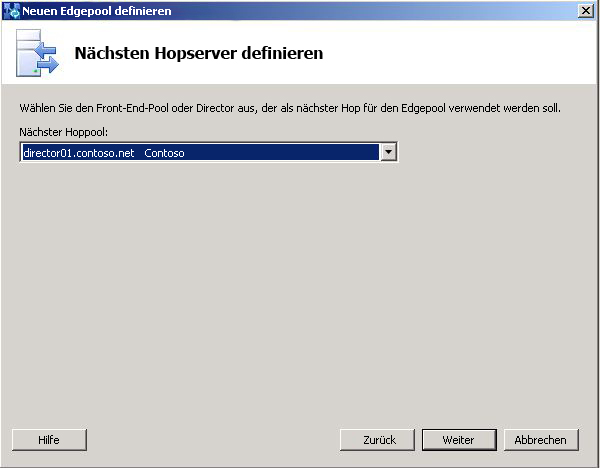 Neuen Edgepool definieren
Nächsten Hopserver definieren
Wählen Sie den Front-End-Pool oder Director aus, der als nächster Hop für den Edgepool verwendet werden soll.
Nächster Hoppool:
director01.contoso.net Contoso
Hilfe
Zurück
Weiter
Abbrechen